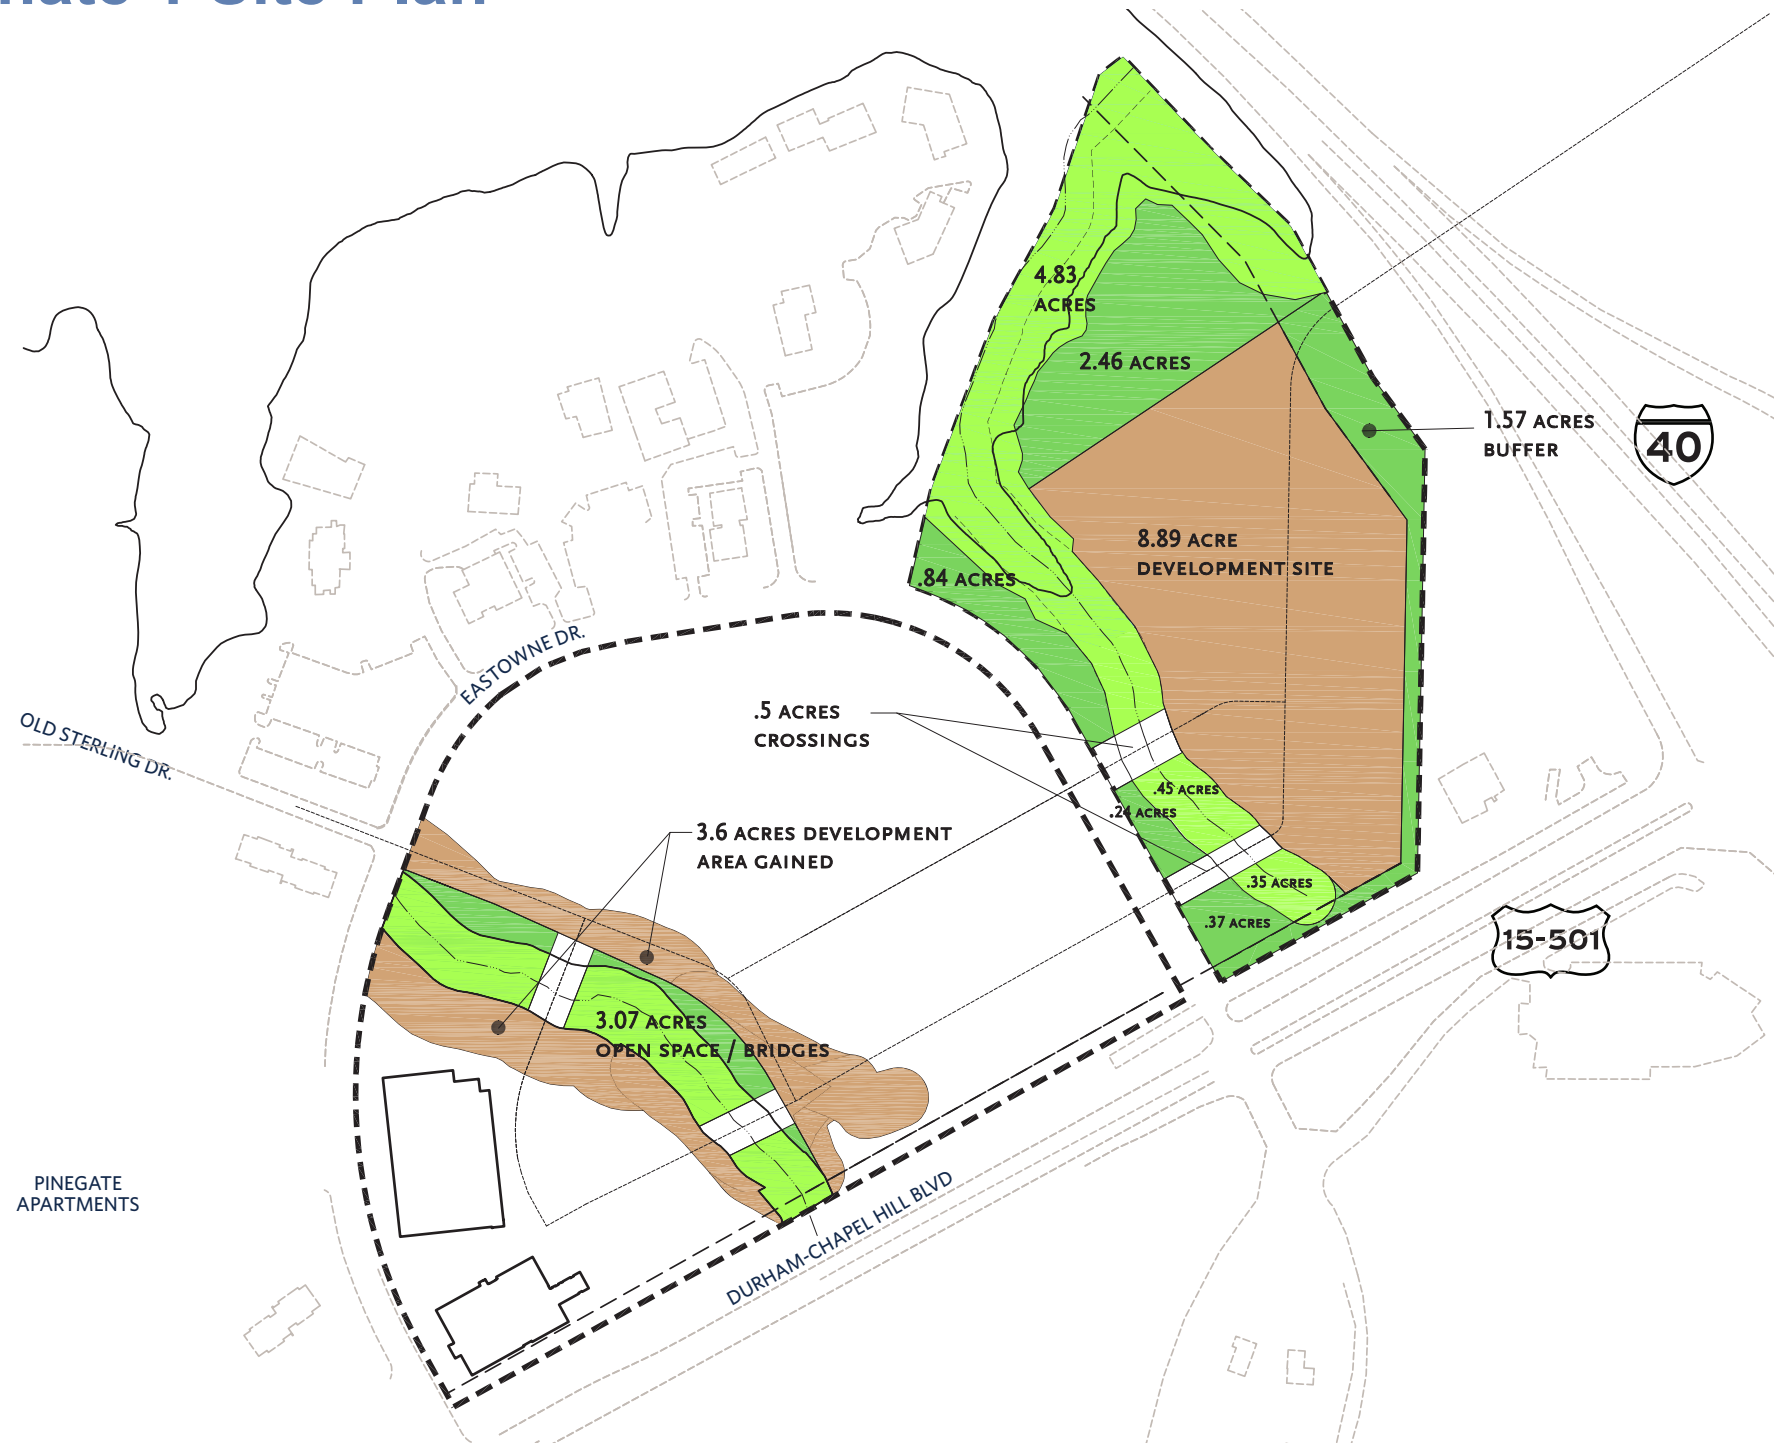 Site Plan
4.83
ACRES
2.46 ACRES
1.57 ACRES
BUFFER
40
8.89 ACRE
DEVELOPMENT SITE
.84 ACRES
EASTOWNE DR.
.5 ACRES
CROSSINGS
OLD STERLING DR.
.45 ACRES
.24 ACRES
3.6 ACRES DEVELOPMENT
AREA GAINED
.35 ACRES
.37 ACRES
15-501
3.07 ACRES
OPEN SPACE / BRIDGES
PINEGATE
APARTMENTS
DURHAM-CHAPEL HILL BLVD